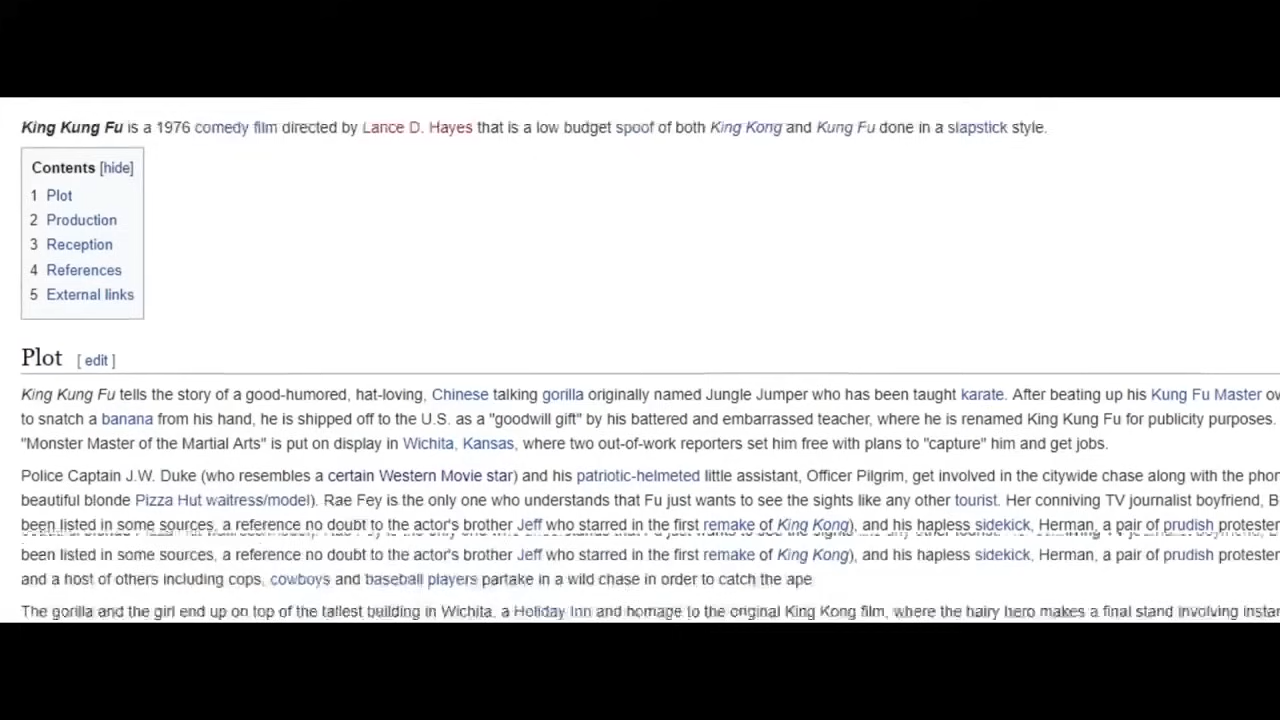 King Kung Fu is a 1976 comedy film directed by Lance D. Hayes that is a low budget spoof of both King Kong and Kung Fu done in a slapstick style.
Contents [hide]
1 Plot
2 Production
3 Reception
4 References
5 External links
Plot [ edit ]
King Kung Fu tells the story of a good-humored, hat-loving, Chinese talking gorilla originally named Jungle Jumper who has been taught karate. After beating up his Kung Fu Master
to snatch a banana from his hand, he is shipped off to the U.S. as a "goodwill gift" by his battered and embarrassed teacher, where he is renamed King Kung Fu for publicity purposes.
"Monster Master of the Martial Arts" is put on display in Wichita, Kansas, where two out-of-work reporters set him free with plans to "capture" him and get jobs.
Police Captain J.W. Duke (who resembles a certain Western Movie star) and his patriotic-helmeted little assistant, Officer Pilgrim, get involved in the citywide chase along with the
beautiful blonde Pizza Hut waitress/model). Rae Fey is the only one who understands that Fu just wants to see the sights like any other tourist. Her conniving TV journalist boyfriend,
been listed in some sources, a reference no doubt to the actor's brother Jeff who starred in the first remake of King Kong), and his hapless sidekick, Herman, a pair of prudish
been listed in some sources, a reference no doubt to the actor's brother Jeff who starred in the first remake of King Kong), and his hapless sidekick, Herman, a pair of prudish
and a host of others including cops, cowboys and baseball players partake in a wild chase in order to catch the ape
The gorilla and the girl end up on top of the tallest building in Wichita, a Holiday Inn and homage to the original King Kong film, where the hairy hero makes a final stand involving